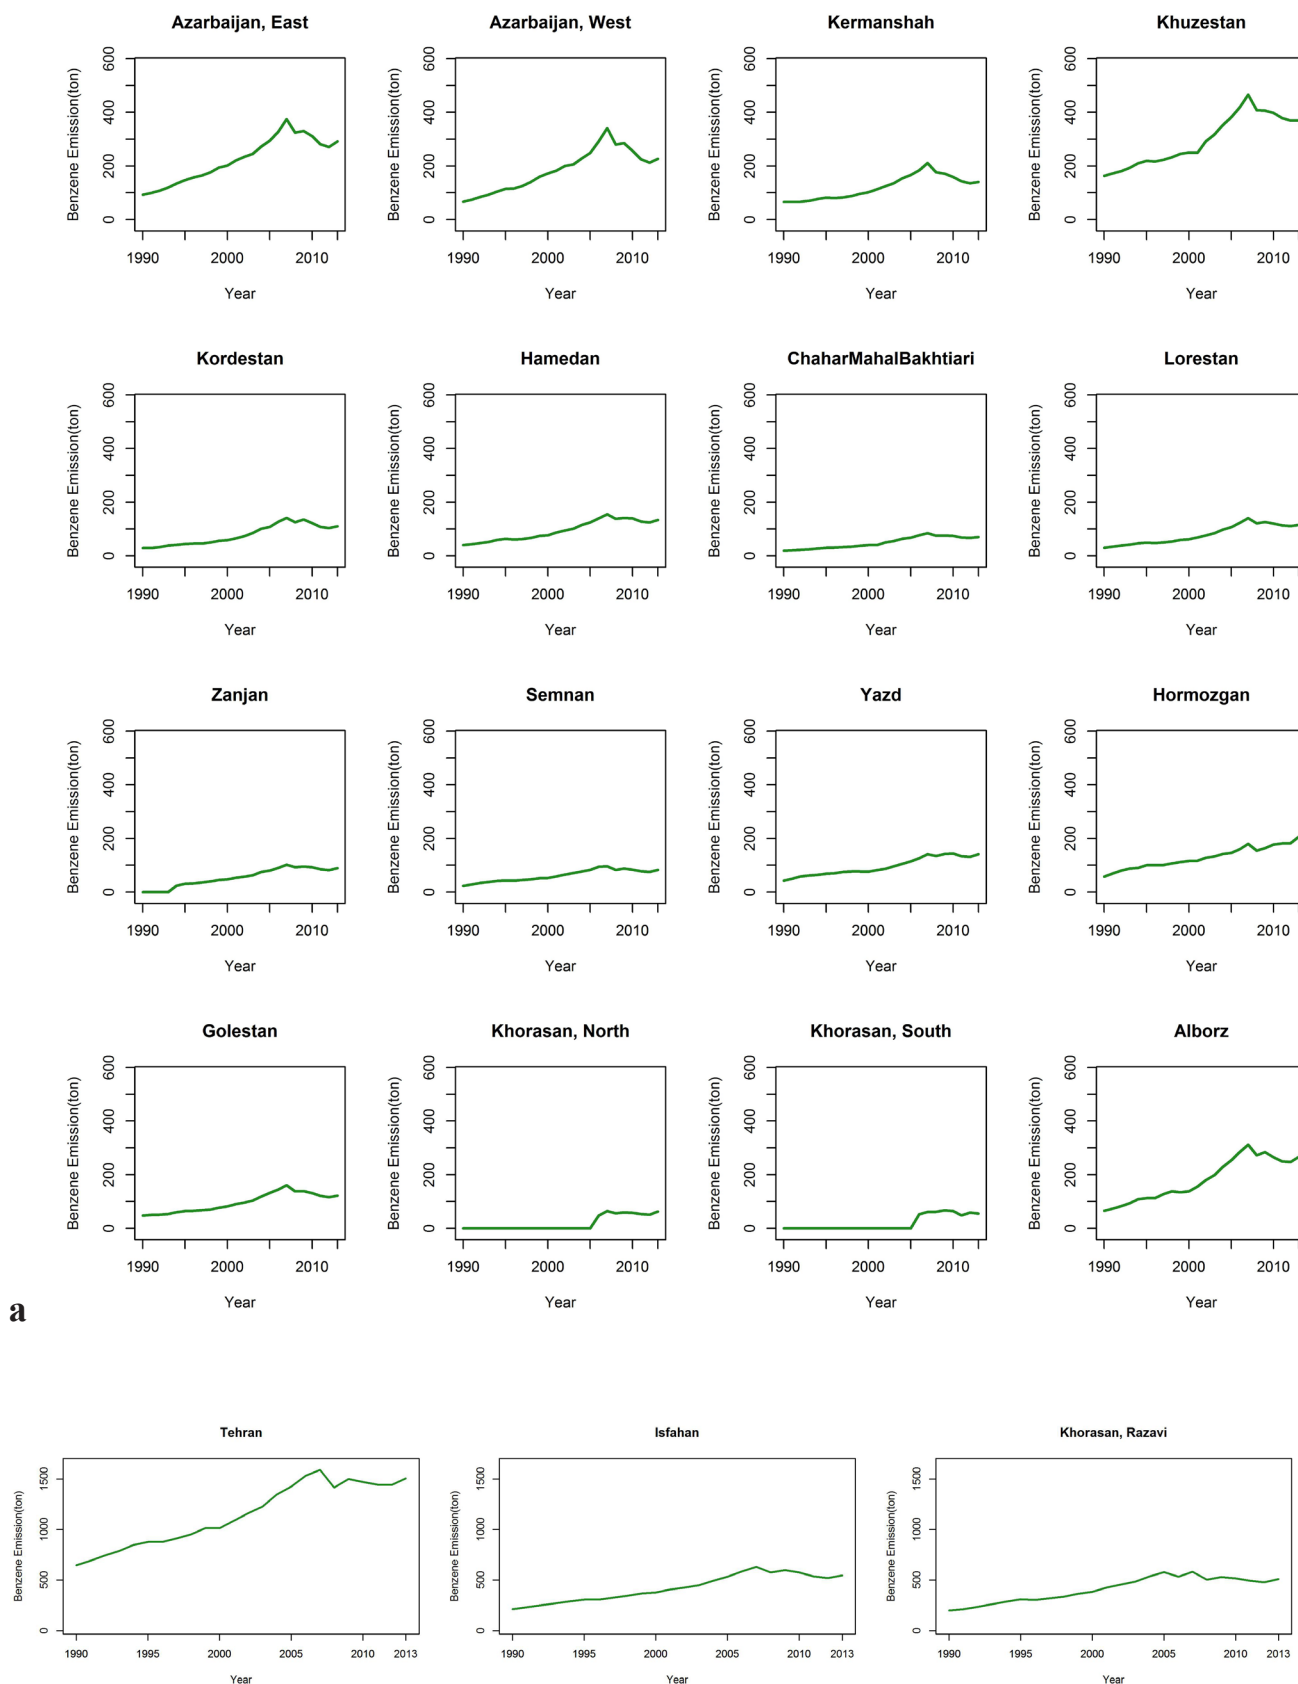 Azarbaijan, East
Azarbaijan, West
Kermanshah
Khuzestan
Benzene Emission(ton)
0 200 400 600
1990 2000 2010
Year
Benzene Emission(ton)
0 200 400 600
1990 2000 2010
Year
Benzene Emission(ton)
0 200 400 600
1990 2000 2010
Year
Benzene Emission(ton)
0 200 400 600
1990 2000 2010
Year
Kordestan
Hamedan
ChaharMahalBakhtiari
Lorestan
Benzene Emission(ton)
0 200 400 600
1990 2000 2010
Year
Benzene Emission(ton)
0 200 400 600
1990 2000 2010
Year
Benzene Emission(ton)
0 200 400 600
1990 2000 2010
Year
Benzene Emission(ton)
0 200 400 600
1990 2000 2010
Year
Zanjan
Semnan
Yazd
Hormozgan
Benzene Emission(ton)
0 200 400 600
1990 2000 2010
Year
Benzene Emission(ton)
0 200 400 600
1990 2000 2010
Year
Benzene Emission(ton)
0 200 400 600
1990 2000 2010
Year
Benzene Emission(ton)
0 200 400 600
1990 2000 2010
Year
Golestan
Khorasan, North
Khorasan, South
Alborz
Benzene Emission(ton)
0 200 400 600
1990 2000 2010
Year
Benzene Emission(ton)
0 200 400 600
1990 2000 2010
Year
Benzene Emission(ton)
0 200 400 600
1990 2000 2010
Year
Benzene Emission(ton)
0 200 400 600
1990 2000 2010
Year
a
Tehran
Isfahan
Khorasan, Razavi
Benzene Emission(ton)
0 500 1000 1500
1990 1995 2000 2005 2010 2013
Year
Benzene Emission(ton)
0 500 1000 1500
1990 1995 2000 2005 2010 2013
Year
Benzene Emission(ton)
0 500 1000 1500
1990 1995 2000 2005 2010 2013
Year